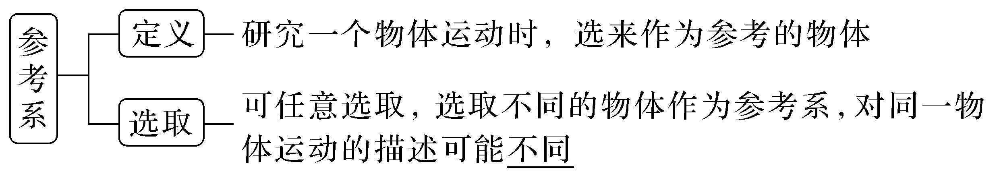 参考系
定义
研究一个物体运动时，选来作为参考的物体
选取
可任意选取，选取不同的物体作为参考系，对同一物
体运动的描述可能不同